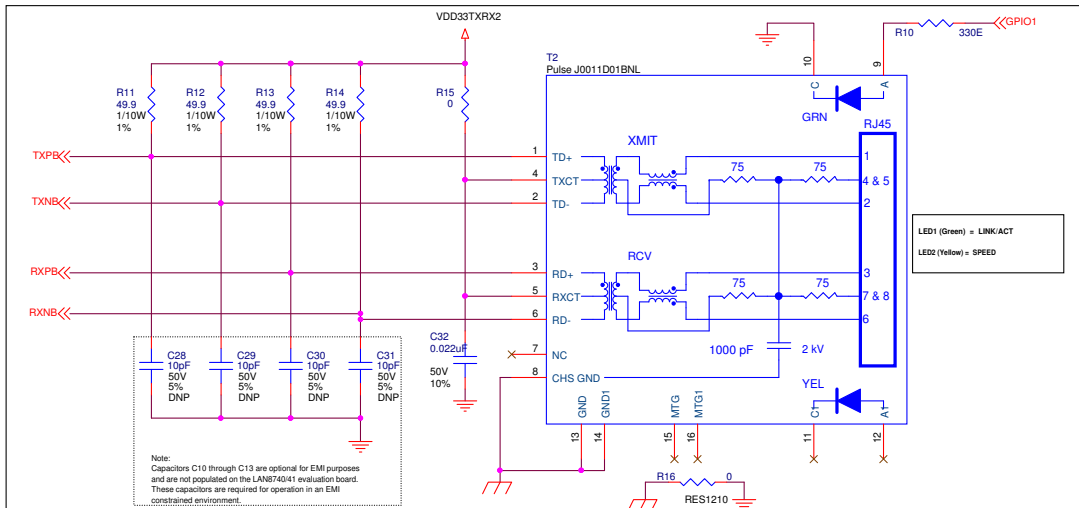 VDD33TXRX2
R10
330E
GPIO1
10
9
T2
Pulse J0011D01BNL
C
A
GRN
R11
49.9
1/10W
1%
R12
49.9
1/10W
1%
R13
49.9
1/10W
1%
R14
49.9
1/10W
1%
R15
0
XMIT
RJ45
TXPB
1
TD+
75
75
1
4
TXCT
4 & 5
TXNB
2
TD-
2
LED1 (Green) = LINK/ACT
LED2 (Yellow) = SPEED
RCV
RXPB
3
RD+
75
75
3
5
RXCT
7 & 8
RXNB
6
RD-
6
C28
10pF
50V
5%
DNP
C29
10pF
50V
5%
DNP
C30
10pF
50V
5%
DNP
C31
10pF
50V
5%
DNP
C32
0.022uF
50V
10%
7
NC
1000 pF
2 kV
8
CHS GND
YEL
GND
GND1
MTG
MTG1
C1
A1
13
14
15
16
11
12
Note:
Capacitors C10 through C13 are optional for EMI purposes
and are not populated on the LAN8740/41 evaluation board.
These capacitors are required for operation in an EMI
constrained environment.
R16
0
RES1210